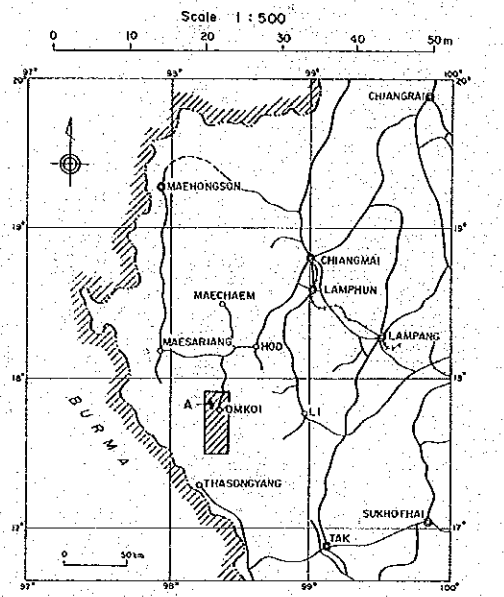 Scale 1 : 500
0 10 20 30 40 50 m
97° 98° 99° 100°
20° 20°
CHIANGRAI
MAEHONGSON
19° 19°
CHIANGMAI
LAMPHUN
MAECHAEM
LAMPANG
MAESARIANG
HOD
18° 18°
A
OMKOI
LI
BURMA
THASONGYANG
SUKHOTHAI
17° 17°
TAK
0 50 km
97° 98° 99° 100°